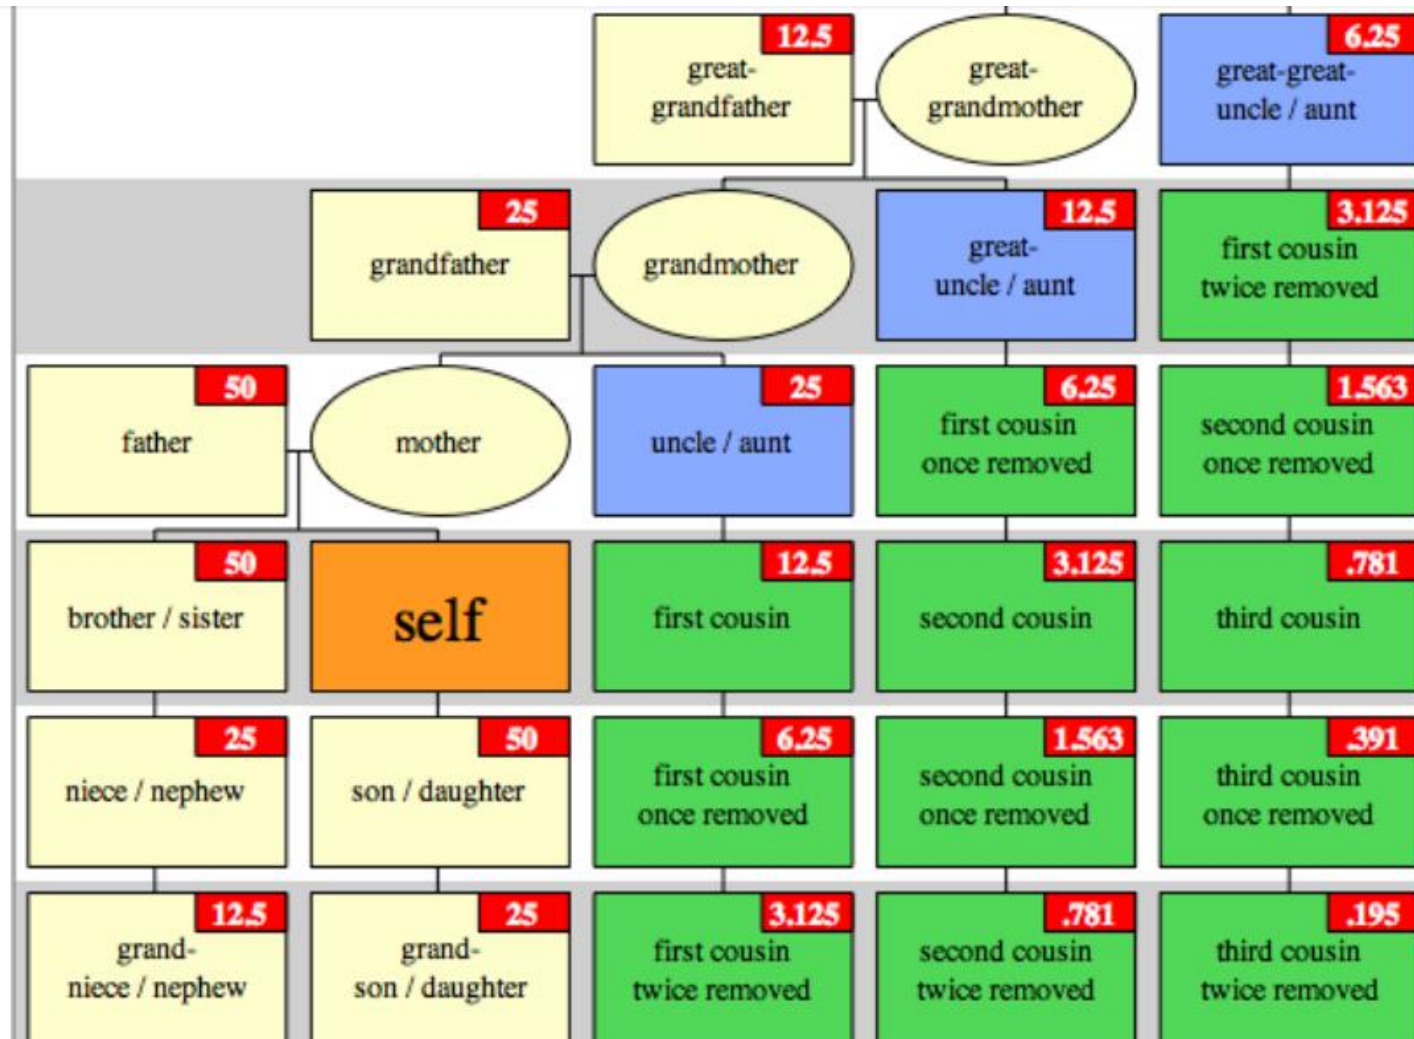 12.5
great-
grandfather
great-
grandmother
6.25
great-great-
uncle / aunt
25
grandfather
grandmother
12.5
great-
uncle / aunt
3.125
first cousin
twice removed
50
father
mother
25
uncle / aunt
6.25
first cousin
once removed
1.563
second cousin
once removed
50
brother / sister
self
12.5
first cousin
3.125
second cousin
.781
third cousin
25
niece / nephew
50
son / daughter
6.25
first cousin
once removed
1.563
second cousin
once removed
.391
third cousin
once removed
12.5
grand-
niece / nephew
25
grand-
son / daughter
3.125
first cousin
twice removed
.781
second cousin
twice removed
.195
third cousin
twice removed